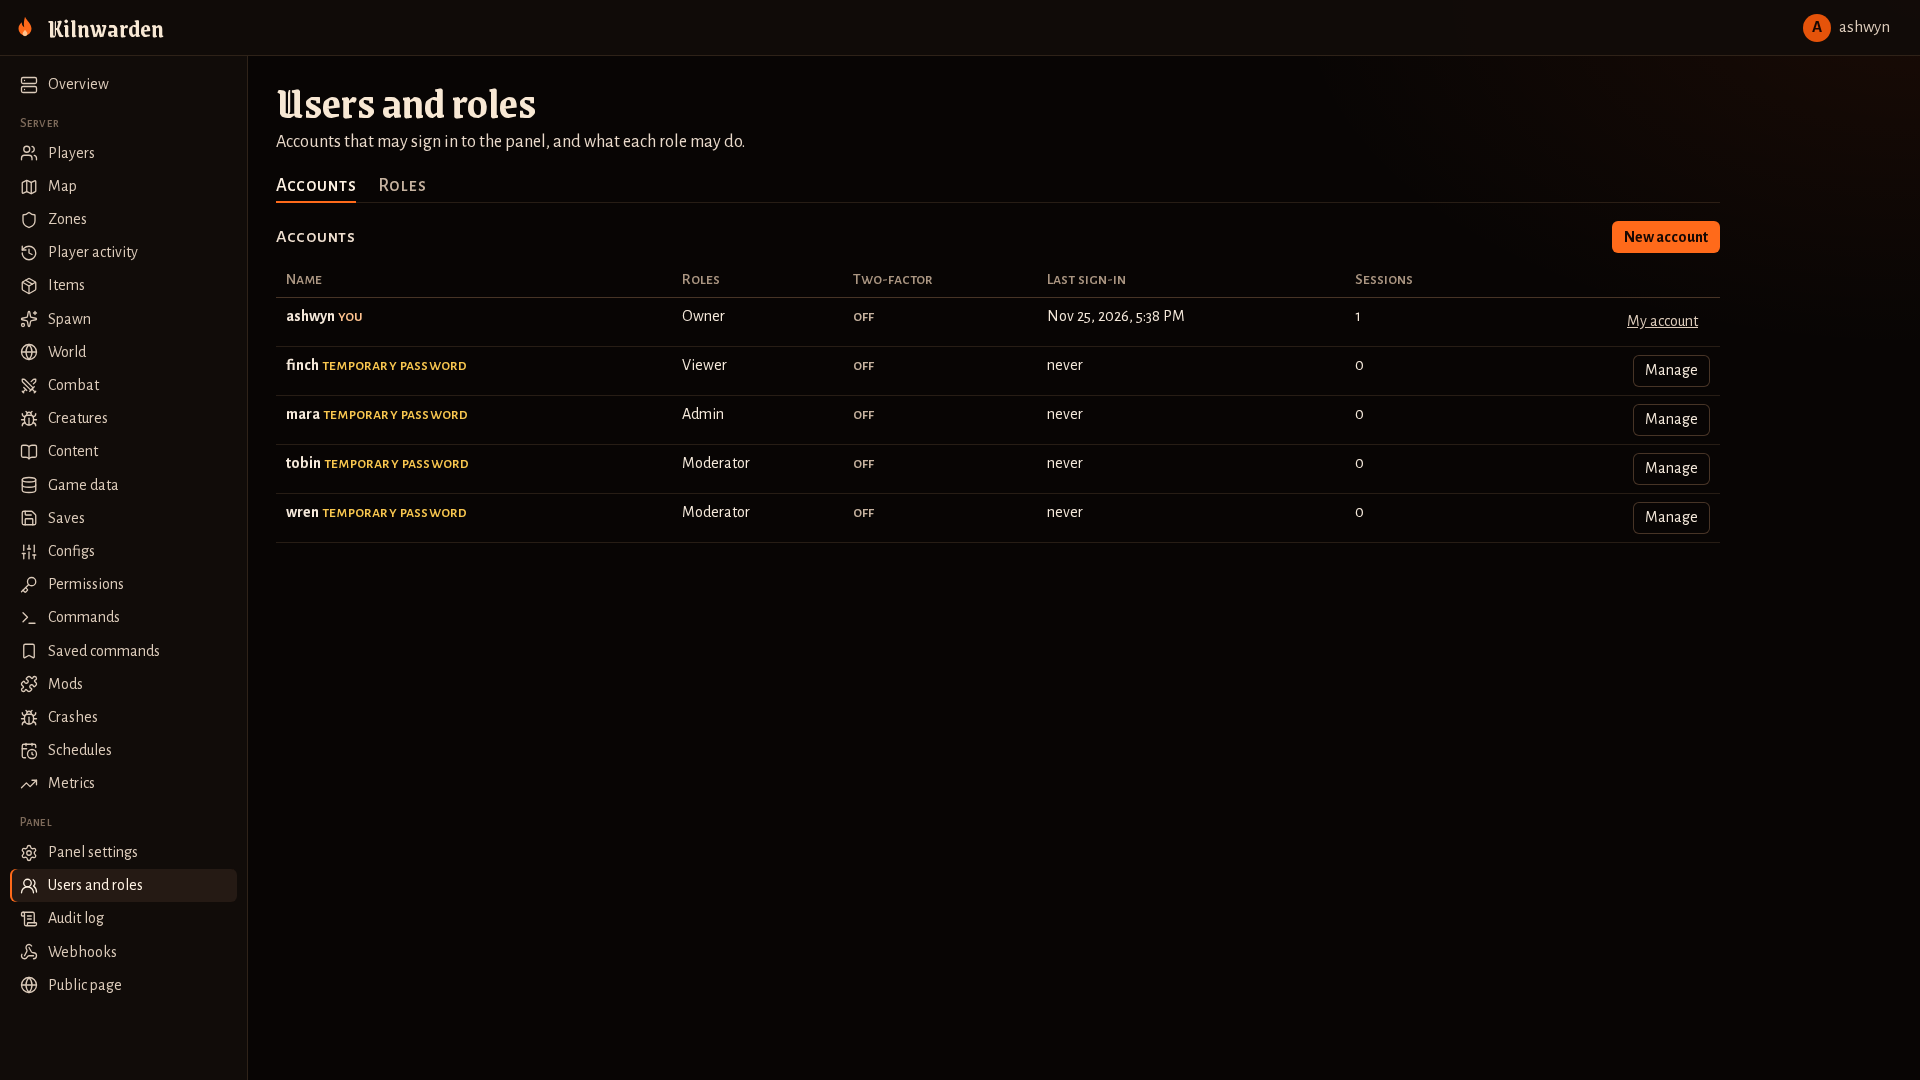 Kilnwarden
A
ashwyn
Overview
Server
Players
Map
Zones
Player activity
Items
Spawn
World
Combat
Creatures
Content
Game data
Saves
Configs
Permissions
Commands
Saved commands
Mods
Crashes
Schedules
Metrics
Panel
Panel settings
Users and roles
Audit log
Webhooks
Public page
Users and roles
Accounts that may sign in to the panel, and what each role may do.
Accounts Roles
Accounts
New account
Name Roles Two-factor Last sign-in Sessions
ashwyn you Owner off Nov 25, 2026, 5:38 PM 1 My account
finch temporary password Viewer off never 0 Manage
mara temporary password Admin off never 0 Manage
tobin temporary password Moderator off never 0 Manage
wren temporary password Moderator off never 0 Manage